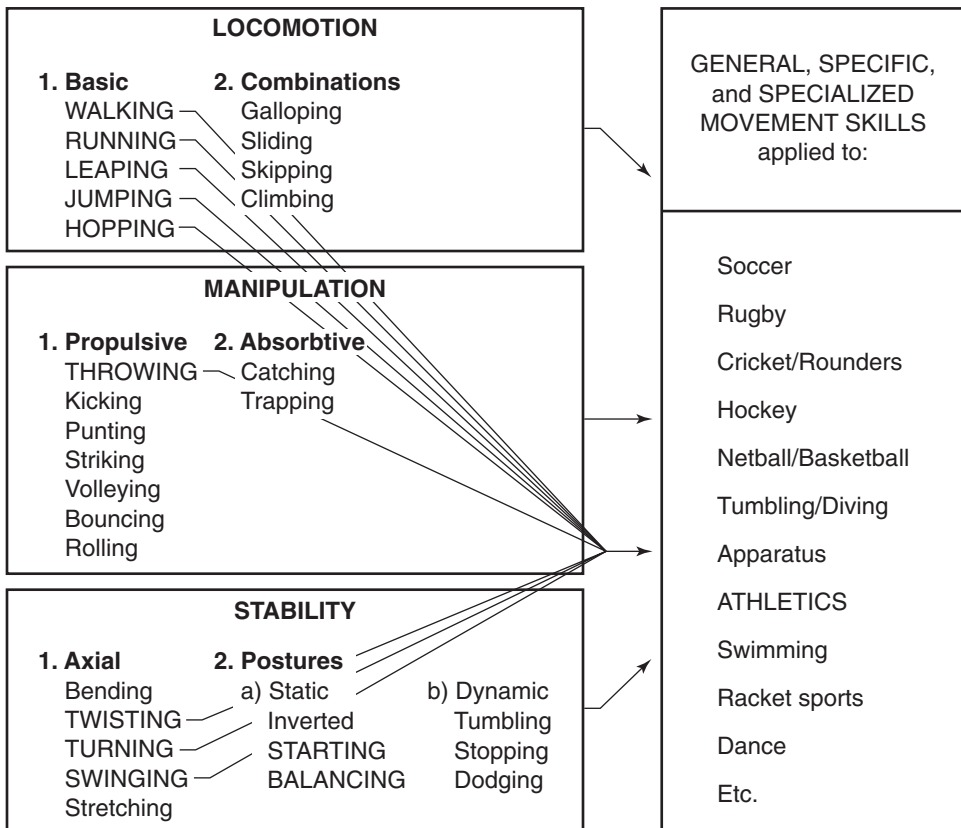 LOCOMOTION
1. Basic
WALKING
RUNNING
LEAPING
JUMPING
HOPPING
2. Combinations
Galloping
Sliding
Skipping
Climbing
MANIPULATION
1. Propulsive
THROWING
Kicking
Punting
Striking
Volleying
Bouncing
Rolling
2. Absorbtive
Catching
Trapping
STABILITY
1. Axial
Bending
TWISTING
TURNING
SWINGING
Stretching
2. Postures
a) Static
Inverted
STARTING
BALANCING
b) Dynamic
Tumbling
Stopping
Dodging
GENERAL, SPECIFIC,
and SPECIALIZED
MOVEMENT SKILLS
applied to:
Soccer
Rugby
Cricket/Rounders
Hockey
Netball/Basketball
Tumbling/Diving
Apparatus
ATHLETICS
Swimming
Racket sports
Dance
Etc.